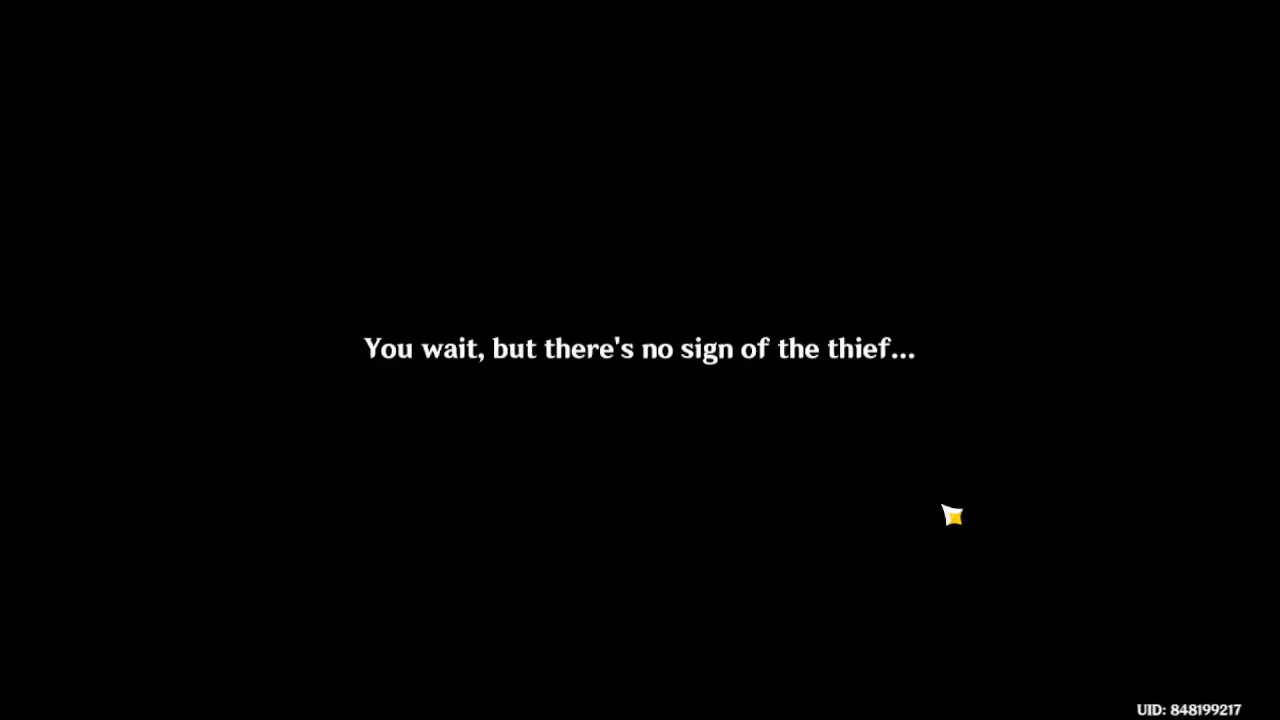 You wait, but there's no sign of the thief...
UID: 848199217